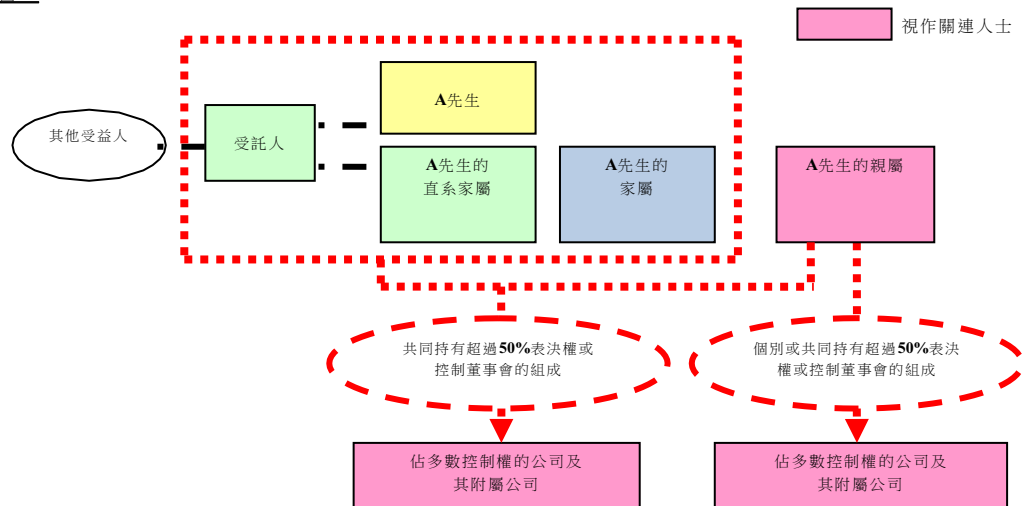 視作關連人士
A先生
其他受益人
受託人
A先生的
直系家屬
A先生的
家屬
A先生的親屬
共同持有超過50%表決權或
控制董事會的組成
個別或共同持有超過50%表決
權或控制董事會的組成
佔多數控制權的公司及
其附屬公司
佔多數控制權的公司及
其附屬公司